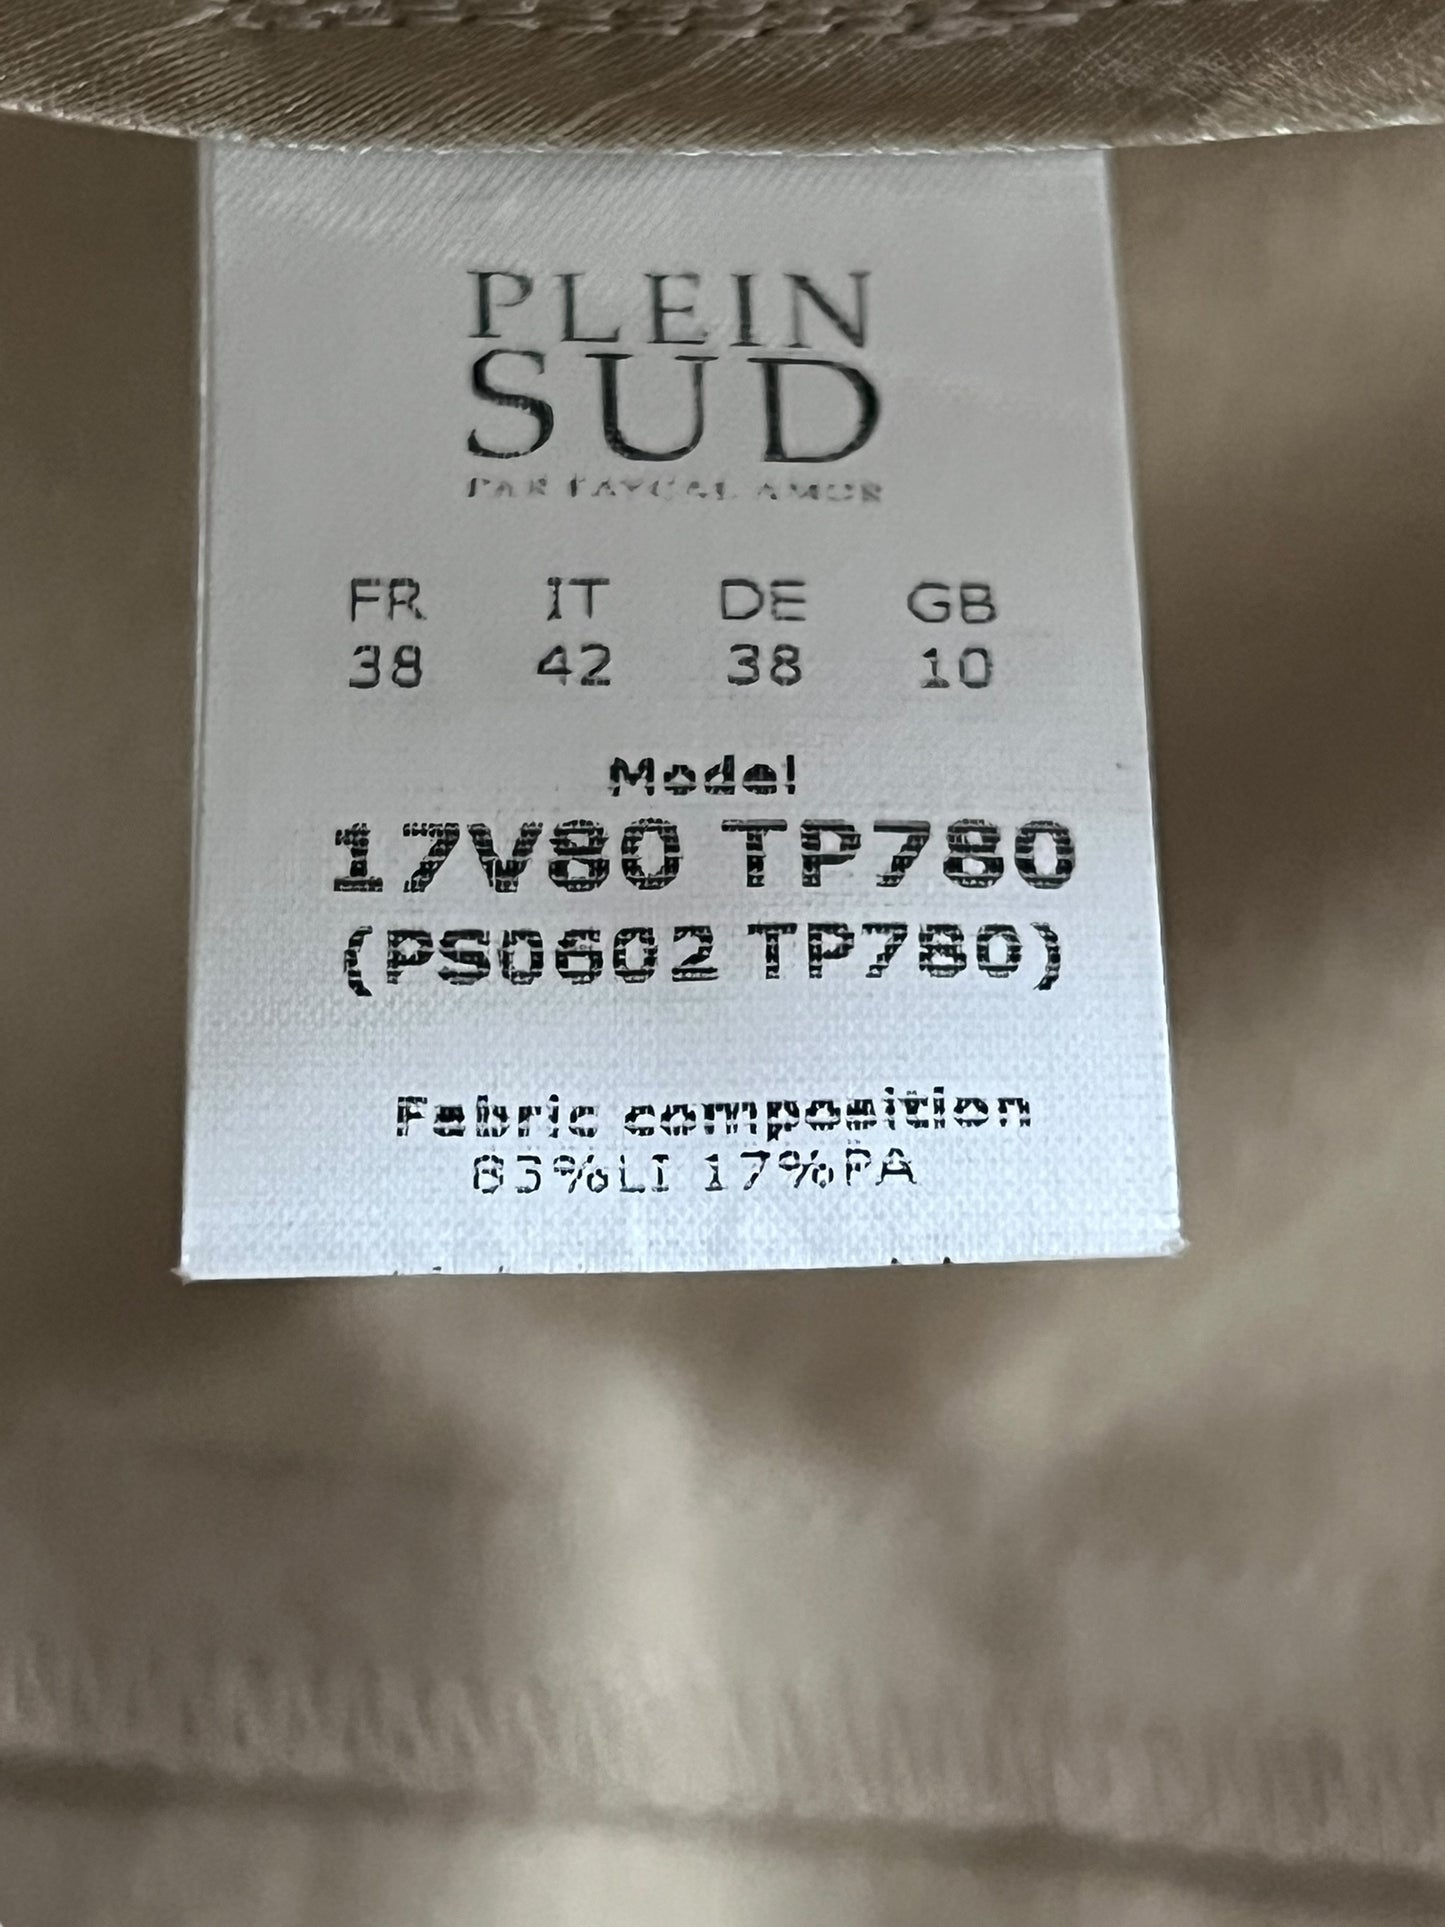 PLEIN
SUD
PAR FAYCAL AMOR
FR IT DE GB
38 42 38 10
Model
17V80 TP780
(PS0602 TP780)
Fabric composition
83%LI 17%PA